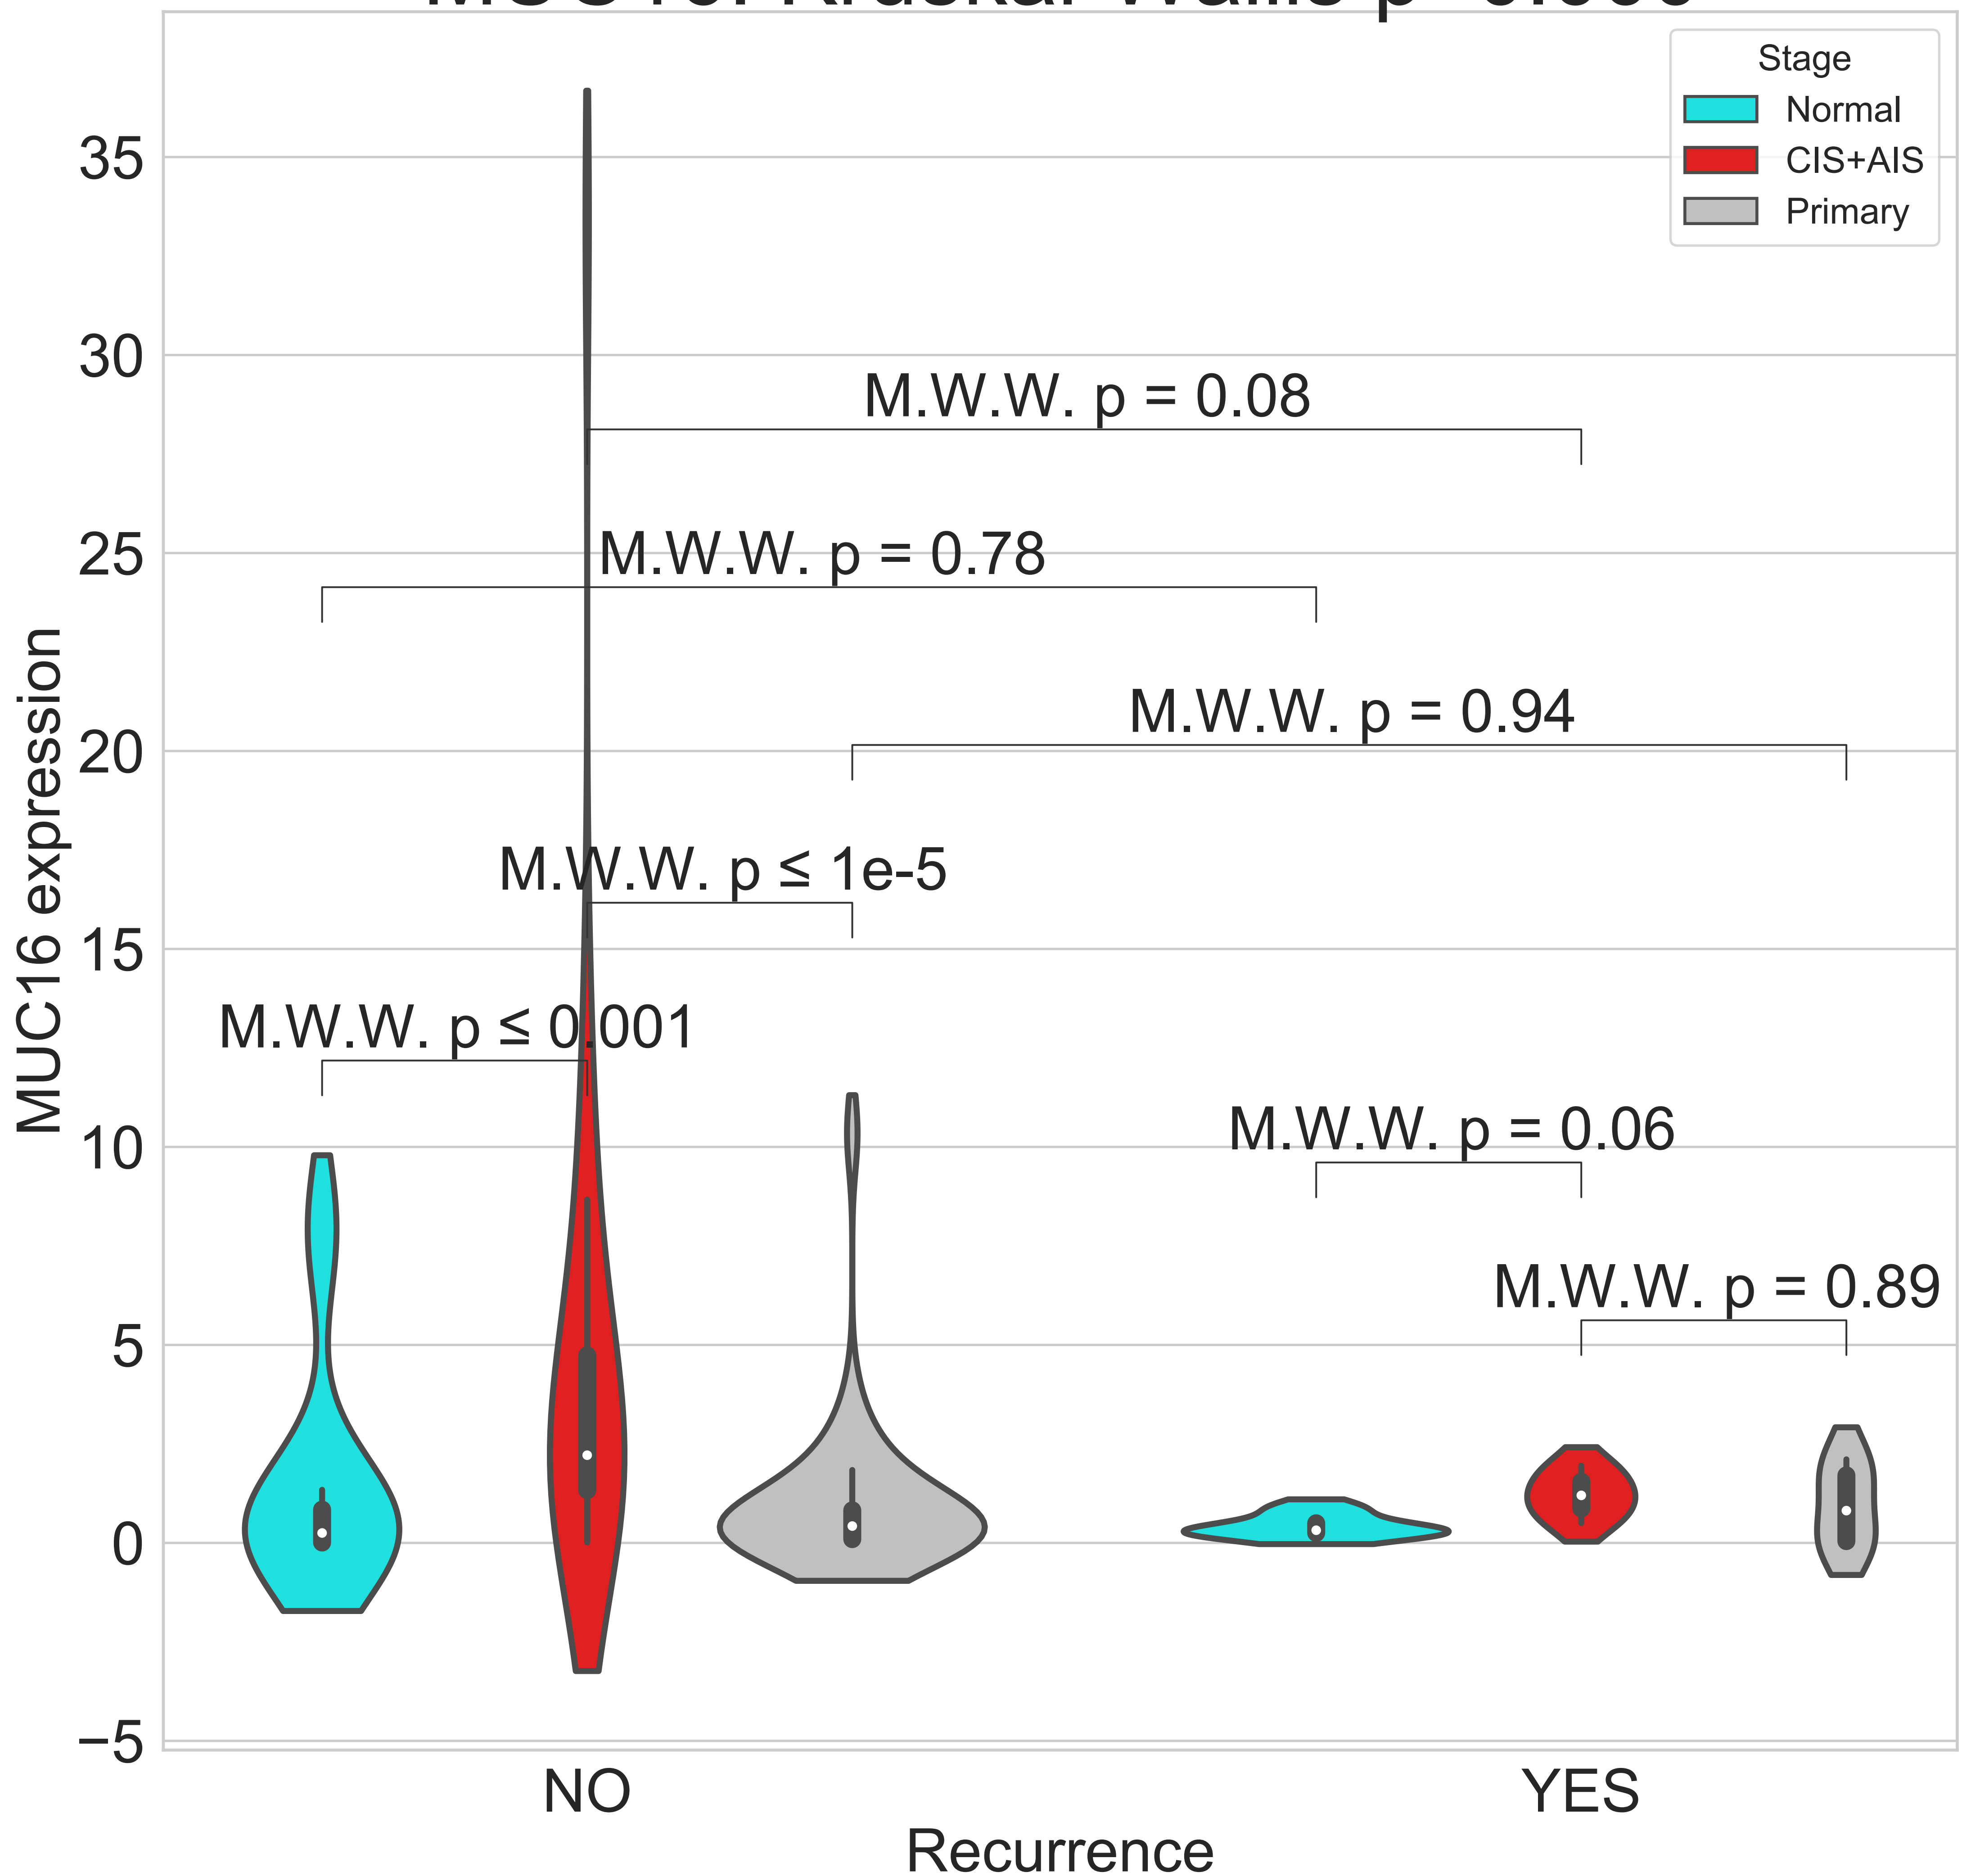 Stage
Normal
CIS+AIS
Primary
35
30
25
20
15
10
5
0
−5
MUC16 expression
M.W.W. p = 0.08
M.W.W. p = 0.78
M.W.W. p = 0.94
M.W.W. p ≤ 1e-5
M.W.W. p ≤ 0.001
M.W.W. p = 0.06
M.W.W. p = 0.89
NO
YES
Recurrence